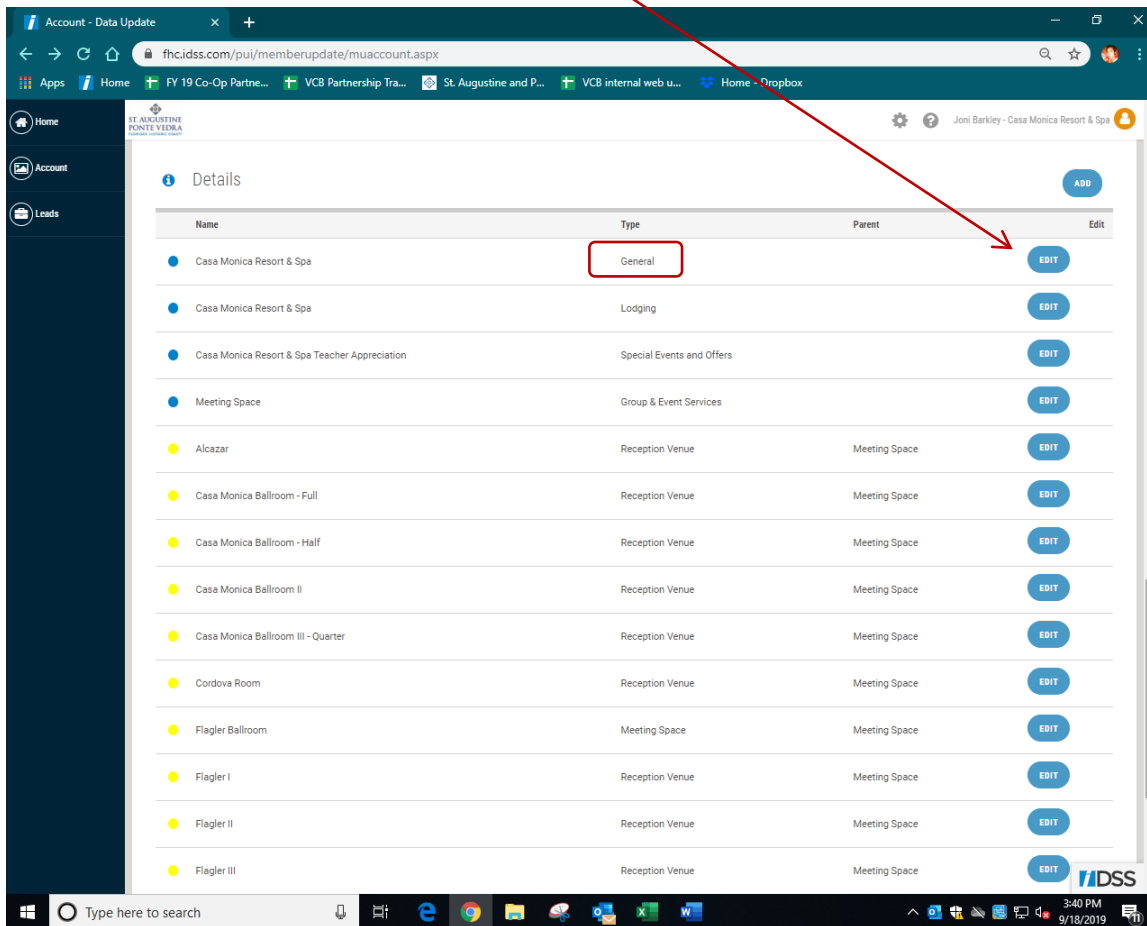 Account - Data Update
fhc.idss.com/pui/memberupdate/muaccount.aspx
Apps Home FY 19 Co-Op Partne... VCB Partnership Tra... St. Augustine and P... VCB internal web u... Home - Dropbox
Home
ST. AUGUSTINE
PONTE VEDRA
Joni Barkley - Casa Monica Resort & Spa
Account
Details
ADD
Leads
Name Type Parent Edit
Casa Monica Resort & Spa General EDIT
Casa Monica Resort & Spa Lodging EDIT
Casa Monica Resort & Spa Teacher Appreciation Special Events and Offers EDIT
Meeting Space Group & Event Services EDIT
Alcazar Reception Venue Meeting Space EDIT
Casa Monica Ballroom - Full Reception Venue Meeting Space EDIT
Casa Monica Ballroom - Half Reception Venue Meeting Space EDIT
Casa Monica Ballroom II Reception Venue Meeting Space EDIT
Casa Monica Ballroom III - Quarter Reception Venue Meeting Space EDIT
Cordova Room Reception Venue Meeting Space EDIT
Flagler Ballroom Meeting Space Meeting Space EDIT
Flagler I Reception Venue Meeting Space EDIT
Flagler II Reception Venue Meeting Space EDIT
Flagler III Reception Venue Meeting Space EDIT
iDSS
Type here to search
3:40 PM
9/18/2019